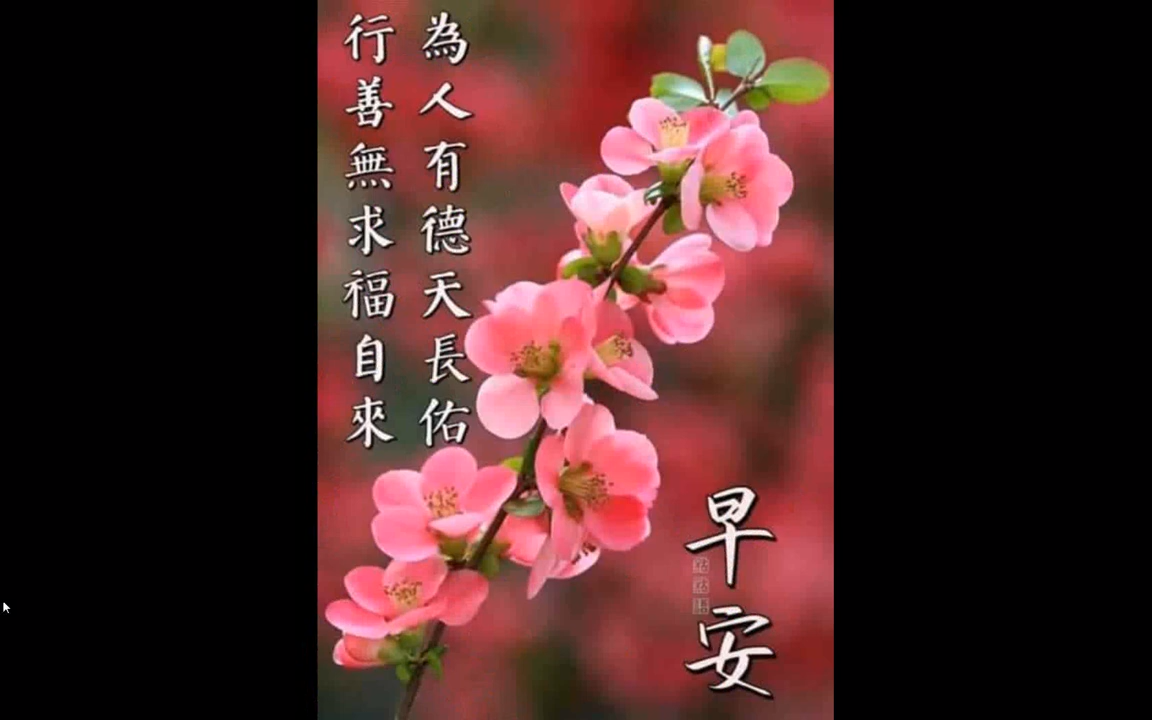 為人有德天長佑
行善無求福自來
早安